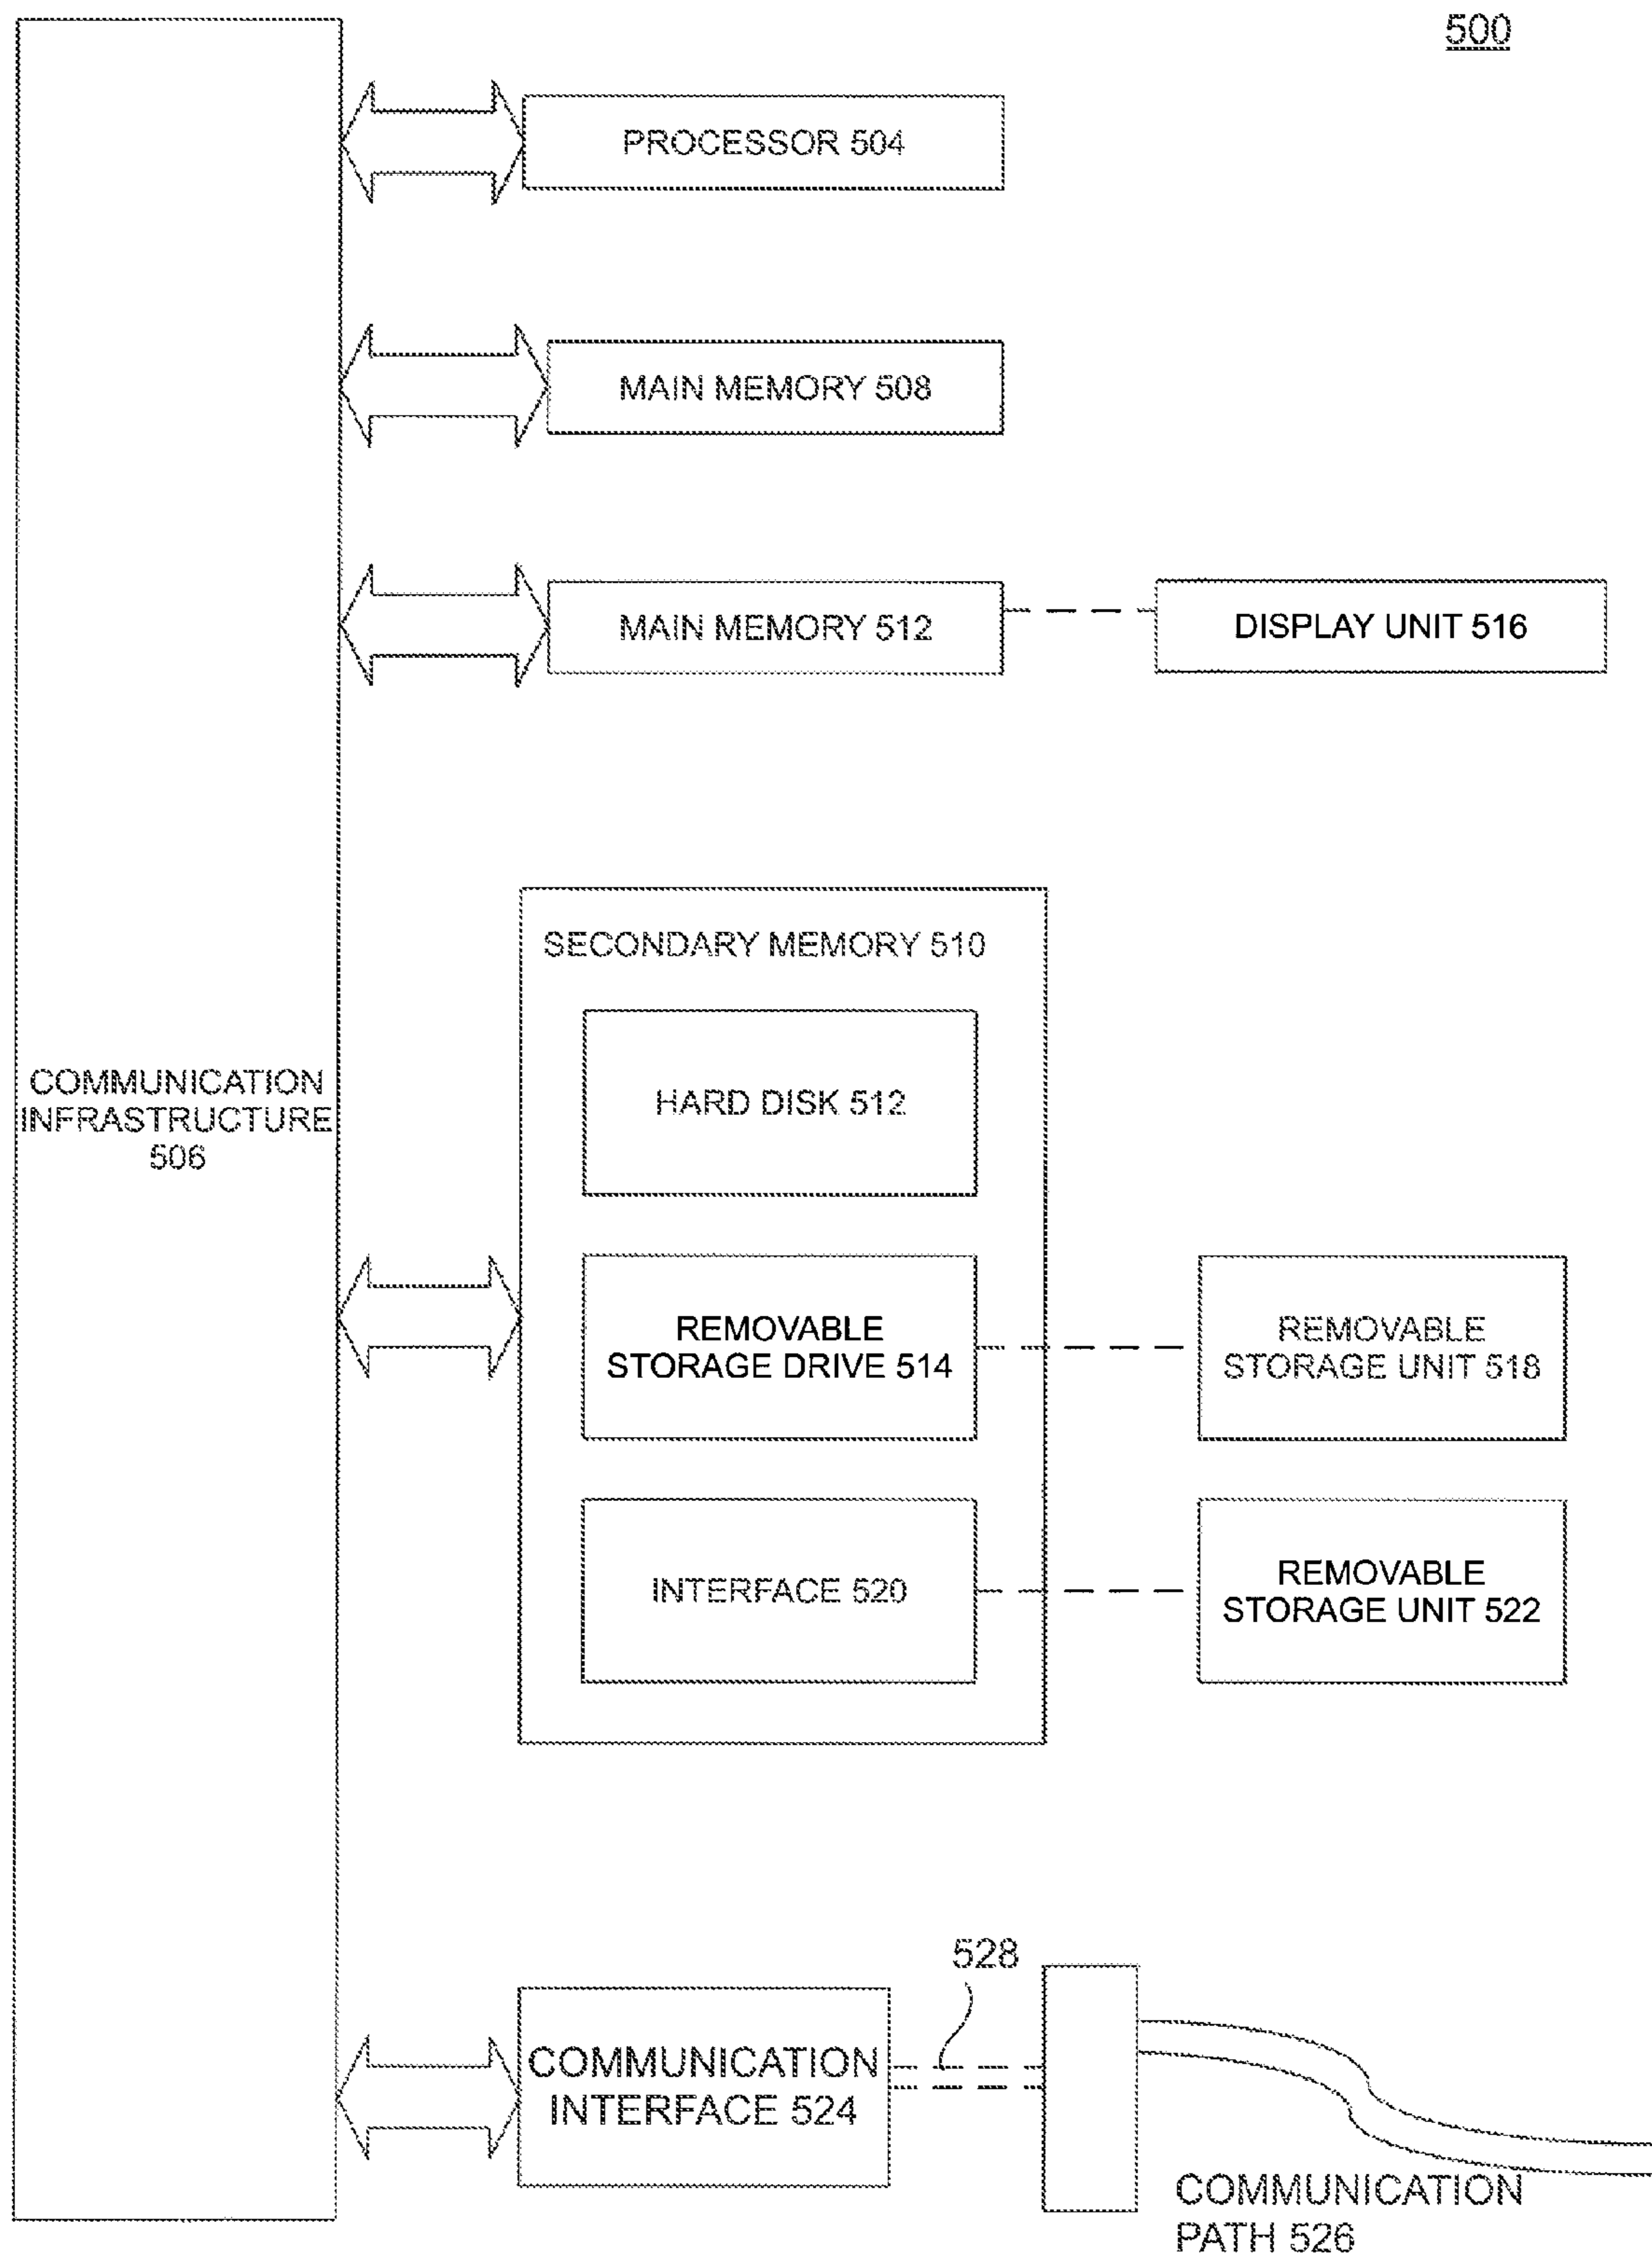 500
PROCESSOR 504
MAIN MEMORY 508
MAIN MEMORY 512
DISPLAY UNIT 516
SECONDARY MEMORY 510
HARD DISK 512
COMMUNICATION
INFRASTRUCTURE
506
REMOVABLE
STORAGE DRIVE 514
REMOVABLE
STORAGE UNIT 518
INTERFACE 520
REMOVABLE
STORAGE UNIT 522
528
COMMUNICATION
INTERFACE 524
COMMUNICATION
PATH 526